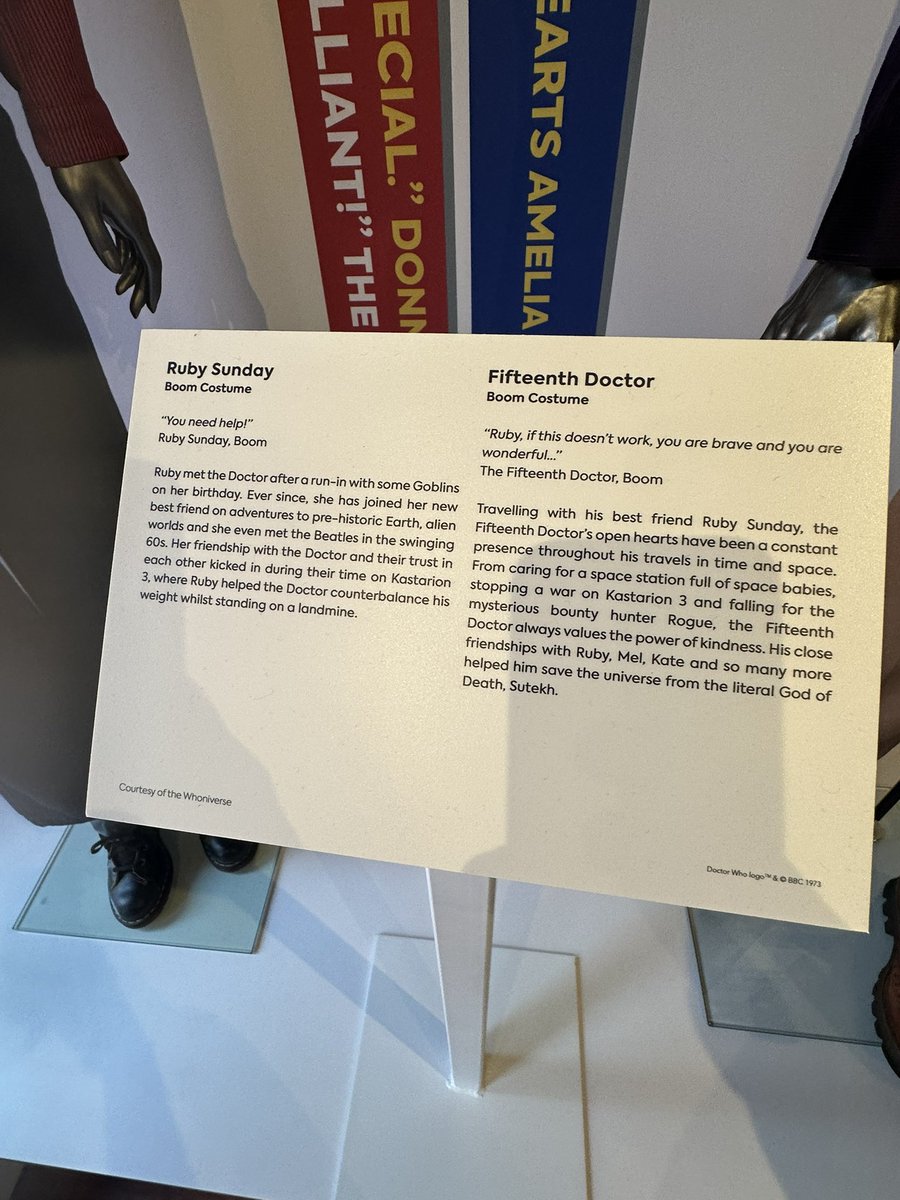 ECIAL.” DONN
LLIANT!” THE
EARTS AMELIA
Ruby Sunday
Boom Costume
“You need help!”
Ruby Sunday, Boom
Ruby met the Doctor after a run-in with some Goblins
on her birthday. Ever since, she has joined her new
best friend on adventures to pre-historic Earth, alien
worlds and she even met the Beatles in the swinging
60s. Her friendship with the Doctor and their trust in
each other kicked in during their time on Kastarion
3, where Ruby helped the Doctor counterbalance his
weight whilst standing on a landmine.
Courtesy of the Whoniverse
Fifteenth Doctor
Boom Costume
“Ruby, if this doesn’t work, you are brave and you are
wonderful...”
The Fifteenth Doctor, Boom
Travelling with his best friend Ruby Sunday, the
Fifteenth Doctor’s open hearts have been a constant
presence throughout his travels in time and space.
From caring for a space station full of space babies,
stopping a war on Kastarion 3 and falling for the
mysterious bounty hunter Rogue, the Fifteenth
Doctor always values the power of kindness. His close
friendships with Ruby, Mel, Kate and so many more
helped him save the universe from the literal God of
Death, Sutekh.
Doctor Who logo™ & © BBC 1973